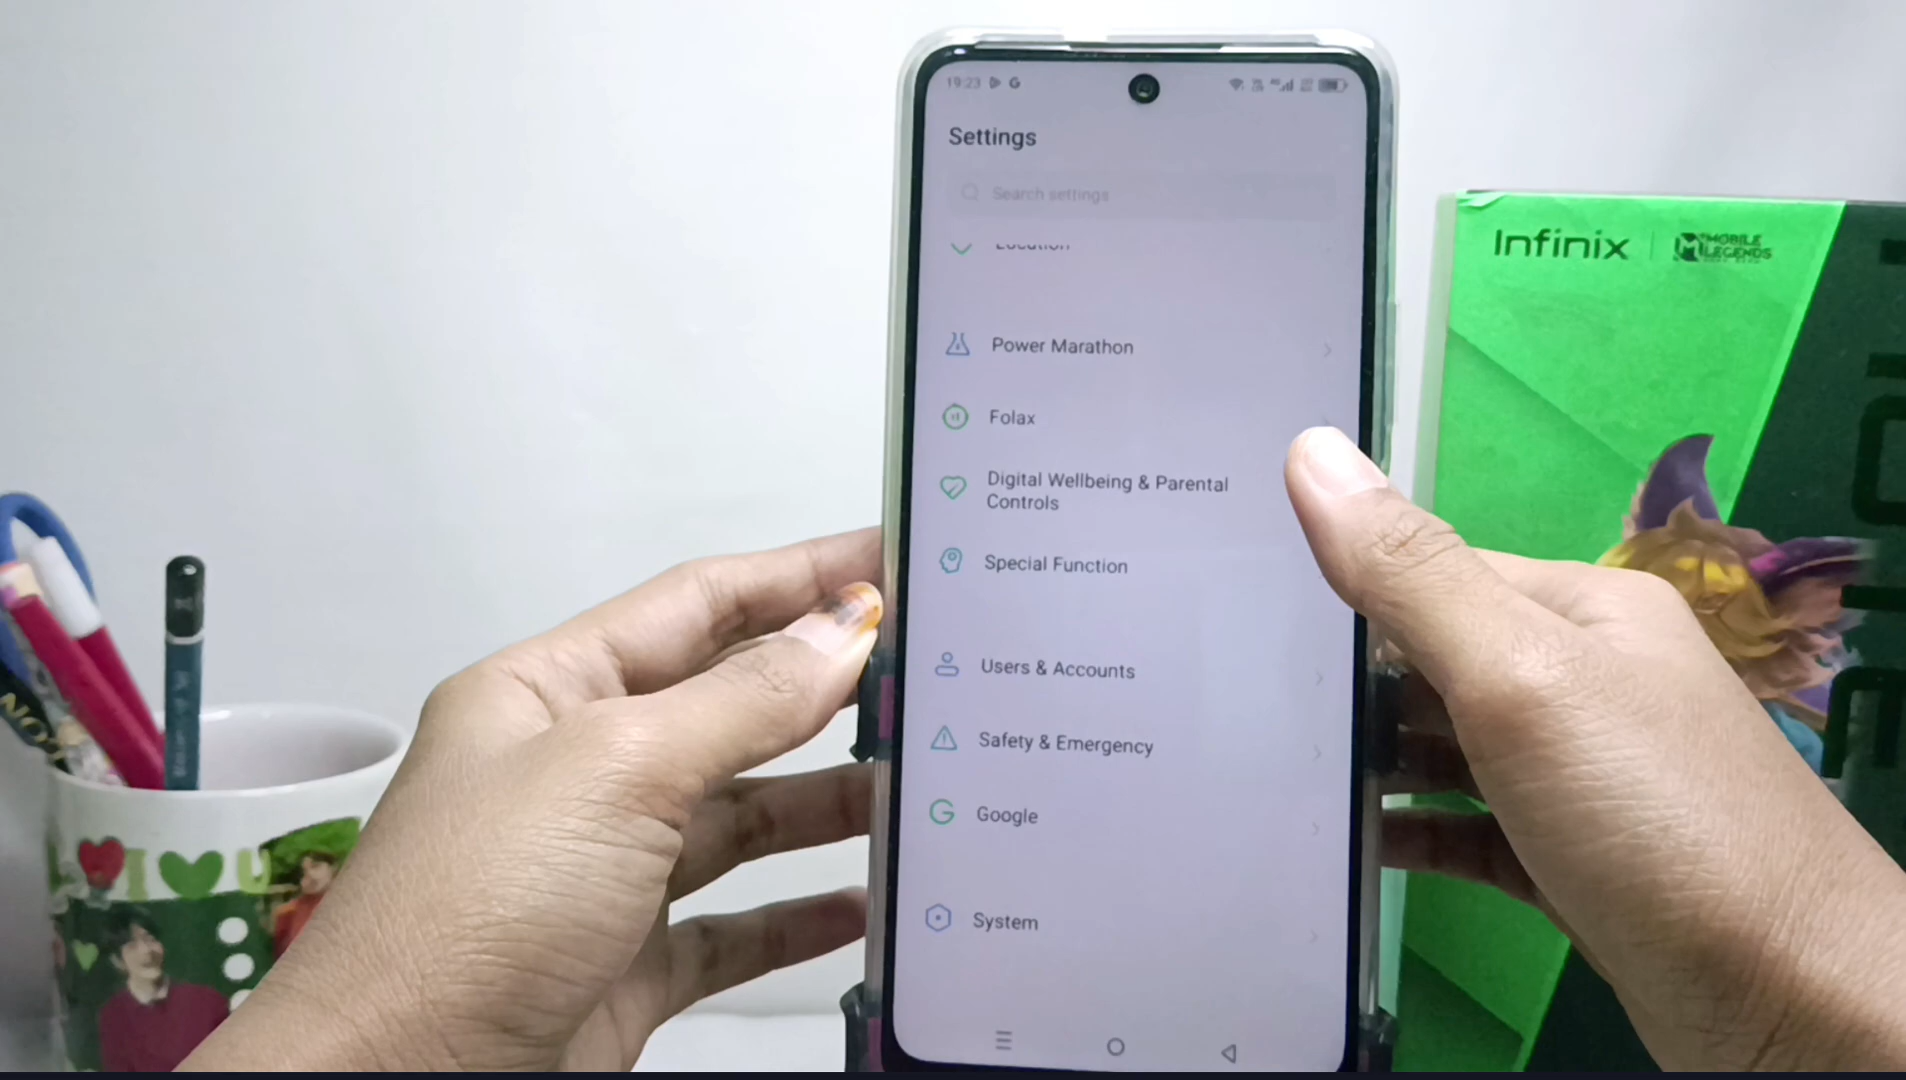 19:23
Settings
Search settings
Location
Power Marathon
Folax
Digital Wellbeing & Parental
Controls
Special Function
Users & Accounts
Safety & Emergency
Google
System
Infinix
MOBILE
LEGENDS
I U